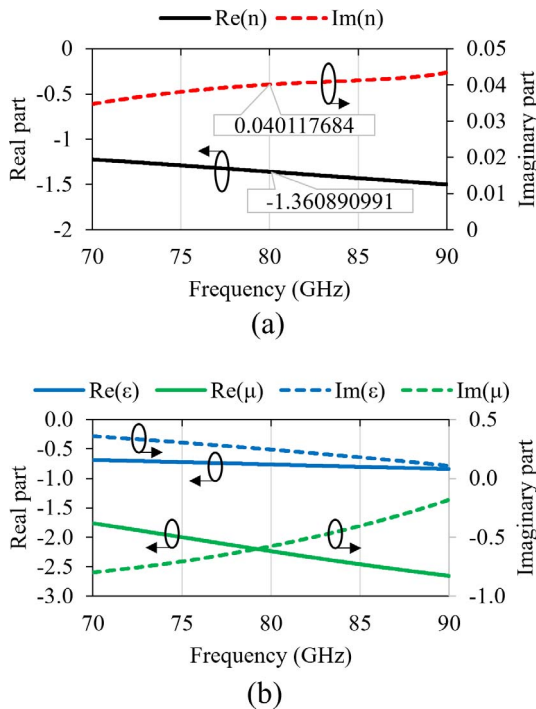 Re(n) Im(n)
0 0.05
-0.5 0.04
0.03
-1 0.02
-1.5 0.01
-2 0
0.040117684
-1.360890991
Real part
Imaginary part
70 75 80 85 90
Frequency (GHz)
(a)
Re(ε) Re(μ) Im(ε) Im(μ)
0.0 0.5
-0.5
-1.0 0.0
-1.5
-2.0 -0.5
-2.5
-3.0 -1.0
Real part
Imaginary part
70 75 80 85 90
Frequency (GHz)
(b)